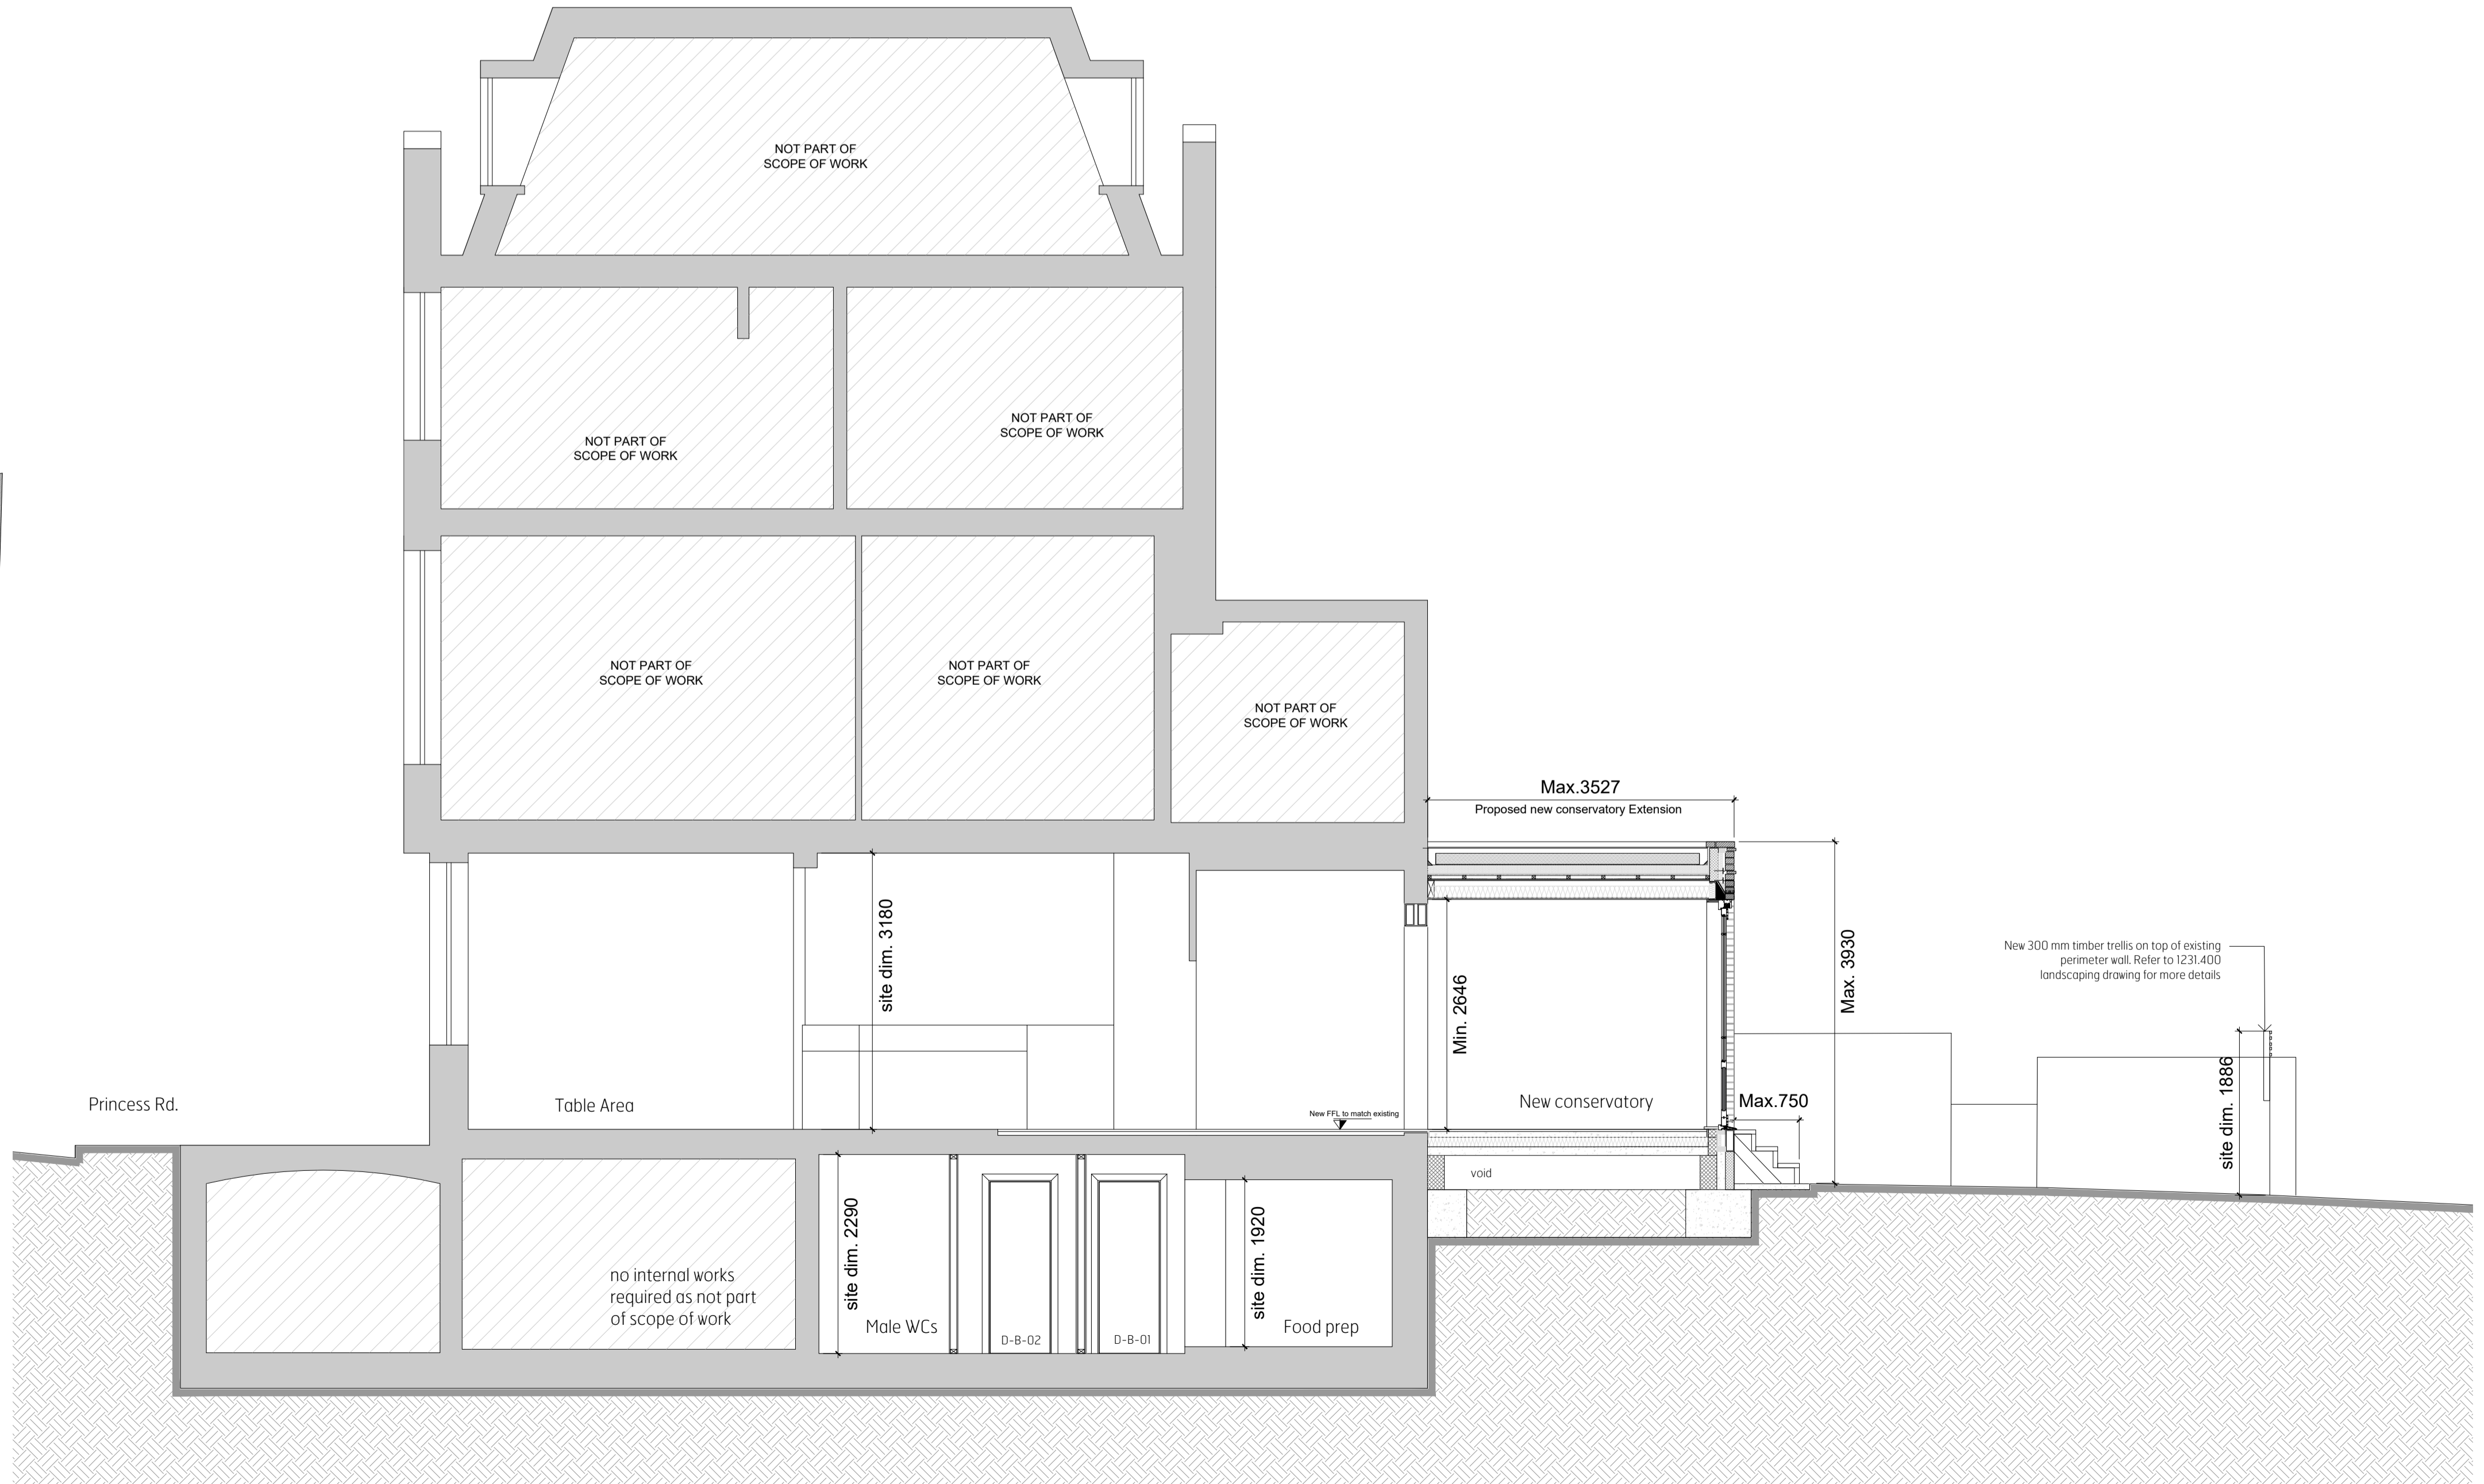 NOT PART OF
SCOPE OF WORK
NOT PART OF
SCOPE OF WORK
NOT PART OF
SCOPE OF WORK
NOT PART OF
SCOPE OF WORK
NOT PART OF
SCOPE OF WORK
NOT PART OF
SCOPE OF WORK
Max.3527
Proposed new conservatory Extension
site dim. 3180
Min. 2646
Max. 3930
New 300 mm timber trellis on top of existing
perimeter wall. Refer to 1231.400
landscaping drawing for more details
site dim. 1886
Princess Rd.
Table Area
New FFL to match existing
New conservatory
Max.750
void
no internal works
required as not part
of scope of work
site dim. 2290
Male WCs
D-B-02
D-B-01
site dim. 1920
Food prep